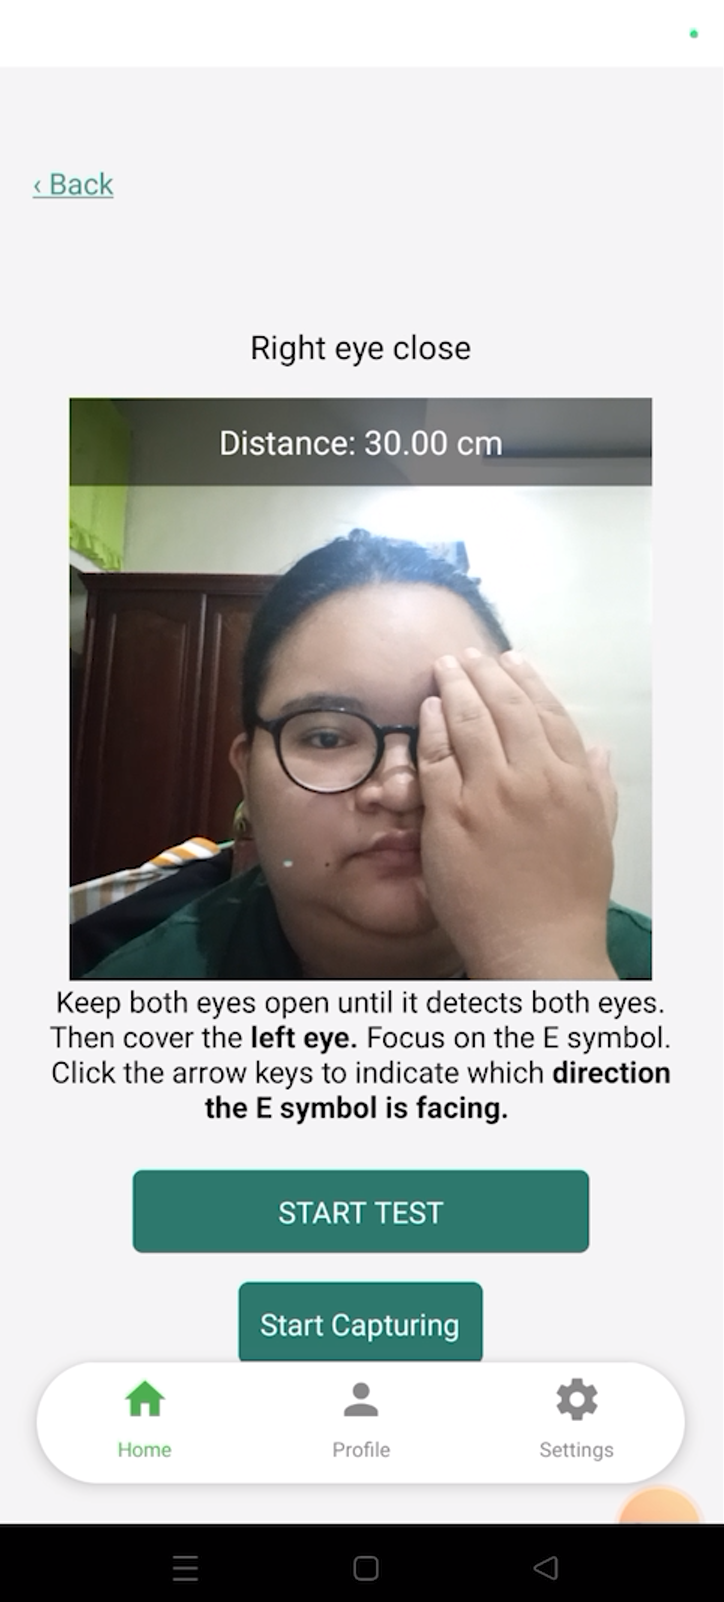 ‹ Back
Right eye close
Distance: 30.00 cm
Keep both eyes open until it detects both eyes.
Then cover the left eye. Focus on the E symbol.
Click the arrow keys to indicate which direction
the E symbol is facing.
START TEST
Start Capturing
Home
Profile
Settings